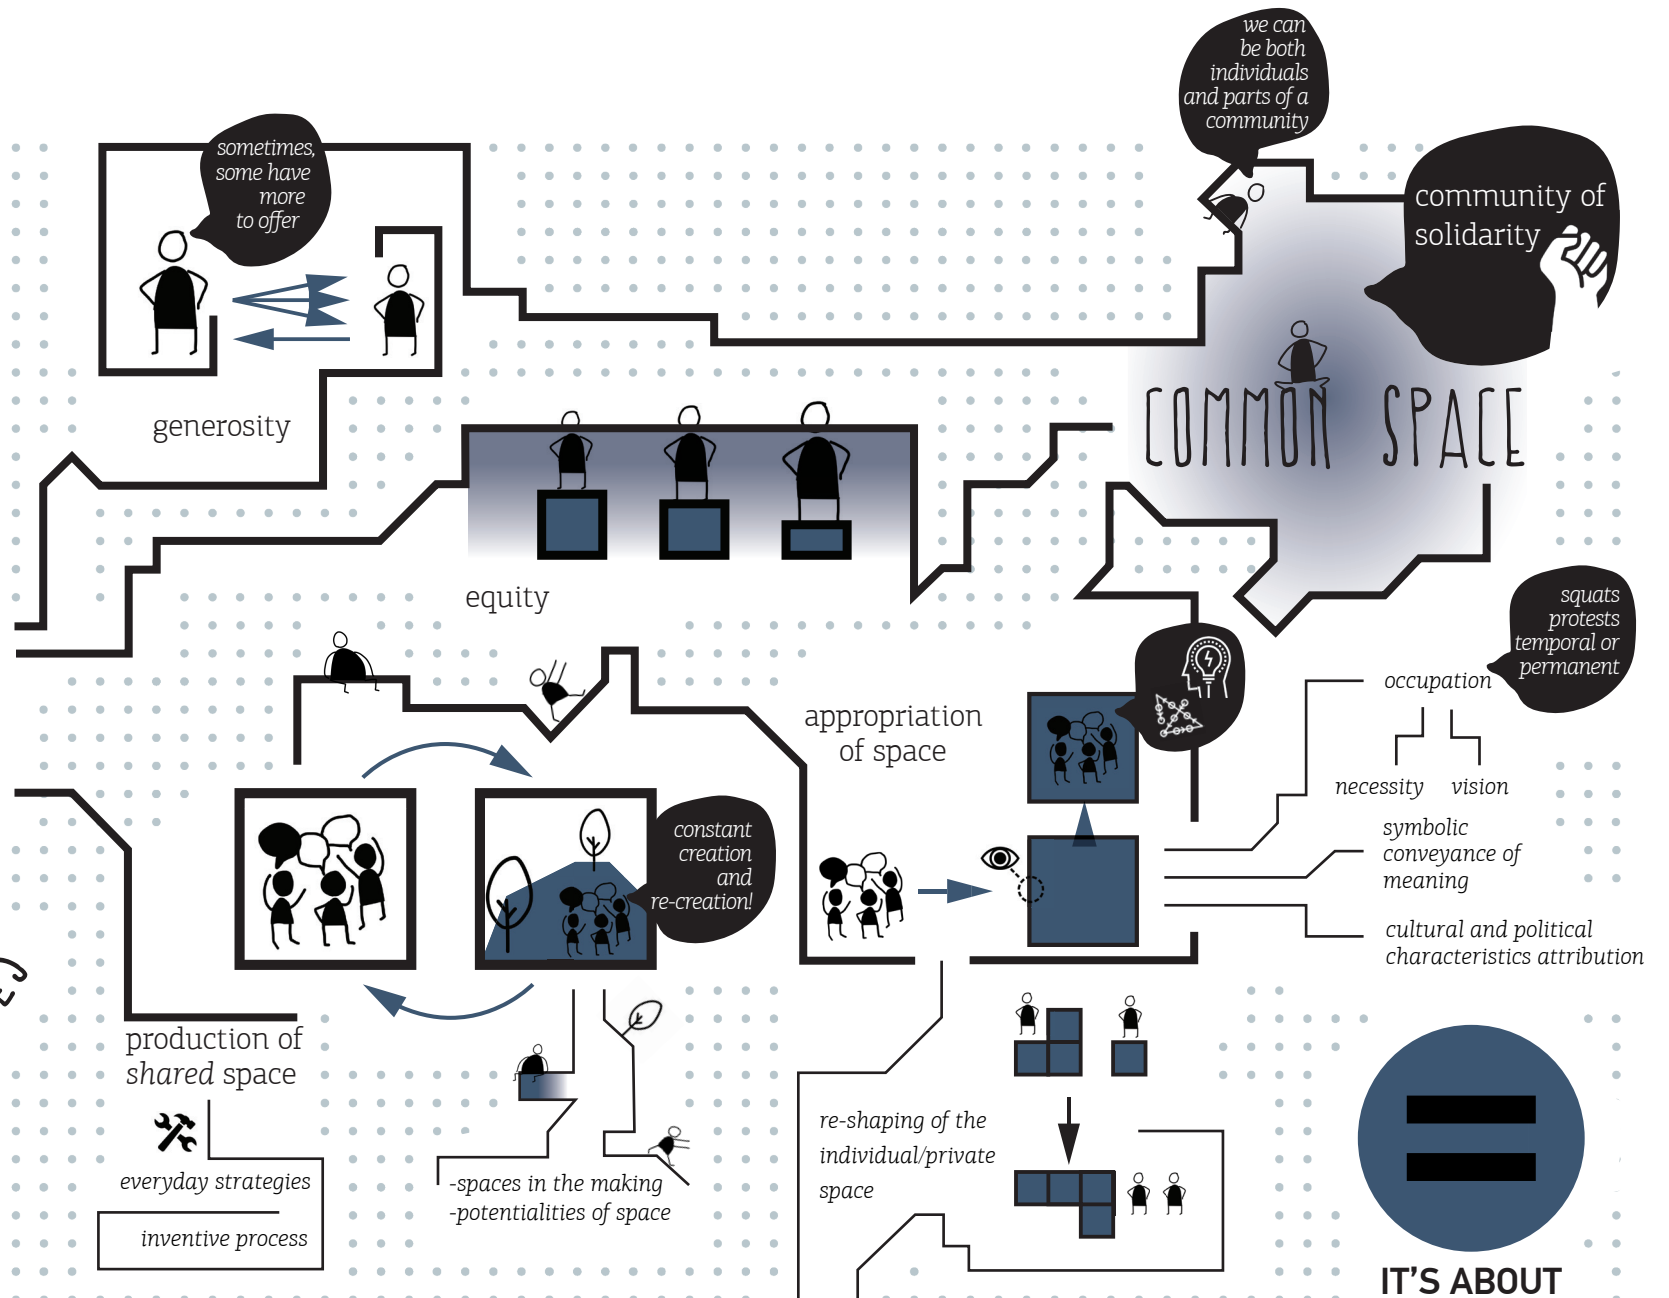 we can
be both
individuals
and parts of a
community
sometimes,
some have
more
to offer
community of
solidarity
COMMON SPACE
generosity
equity
squats
protests
temporal or
permanent
occupation
necessity vision
appropriation
of space
symbolic
conveyance of
meaning
cultural and political
characteristics attribution
constant
creation
and
re-creation!
production of
shared space
everyday strategies
inventive process
-spaces in the making
-potentialities of space
re-shaping of the
individual/private
space
IT'S ABOUT